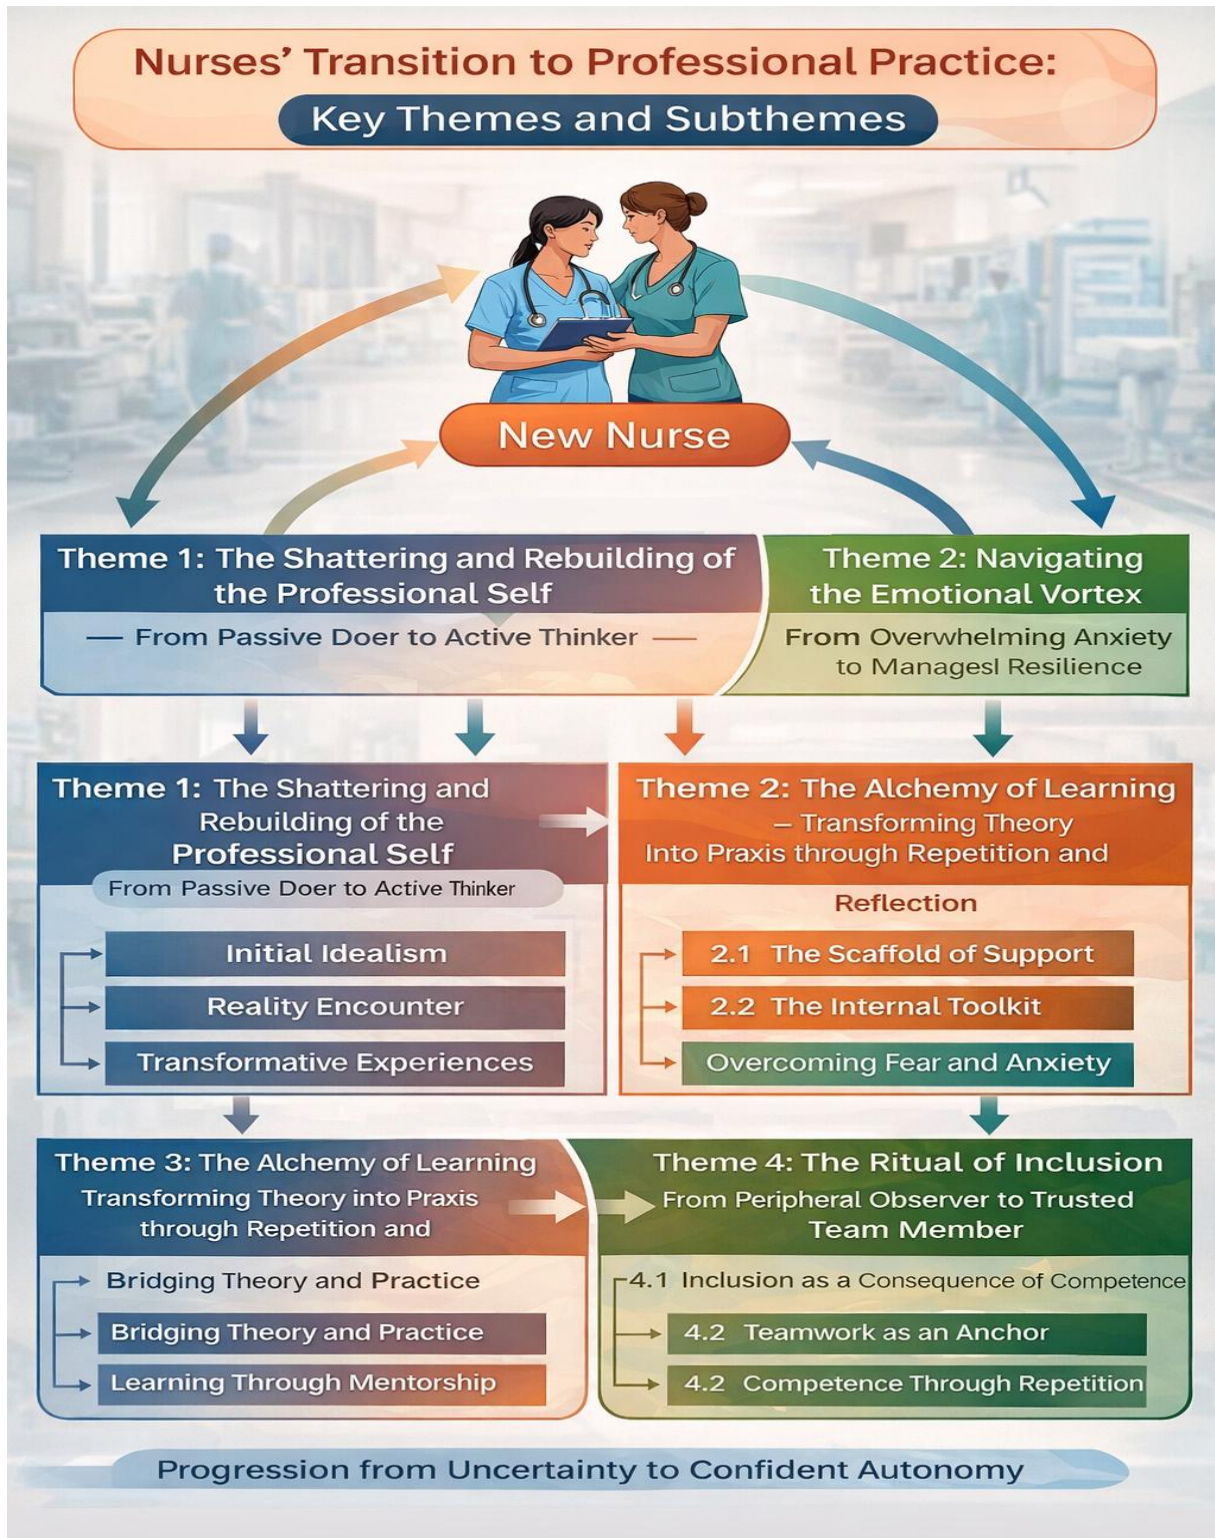 Nurses’ Transition to Professional Practice:
Key Themes and Subthemes
New Nurse
Theme 1: The Shattering and Rebuilding of
the Professional Self
From Passive Doer to Active Thinker
Theme 2: Navigating
the Emotional Vortex
From Overwhelming Anxiety
to Managesl Resilience
Theme 1: The Shattering and
Rebuilding of the
Professional Self
From Passive Doer to Active Thinker
Initial Idealism
Reality Encounter
Transformative Experiences
Theme 2: The Alchemy of Learning
– Transforming Theory
Into Praxis through Repetition and
Reflection
2.1 The Scaffold of Support
2.2 The Internal Toolkit
Overcoming Fear and Anxiety
Theme 3: The Alchemy of Learning
Transforming Theory into Praxis
through Repetition and
Bridging Theory and Practice
Bridging Theory and Practice
Learning Through Mentorship
Theme 4: The Ritual of Inclusion
From Peripheral Observer to Trusted
Team Member
4.1 Inclusion as a Consequence of Competence
4.2 Teamwork as an Anchor
4.2 Competence Through Repetition
Progression from Uncertainty to Confident Autonomy